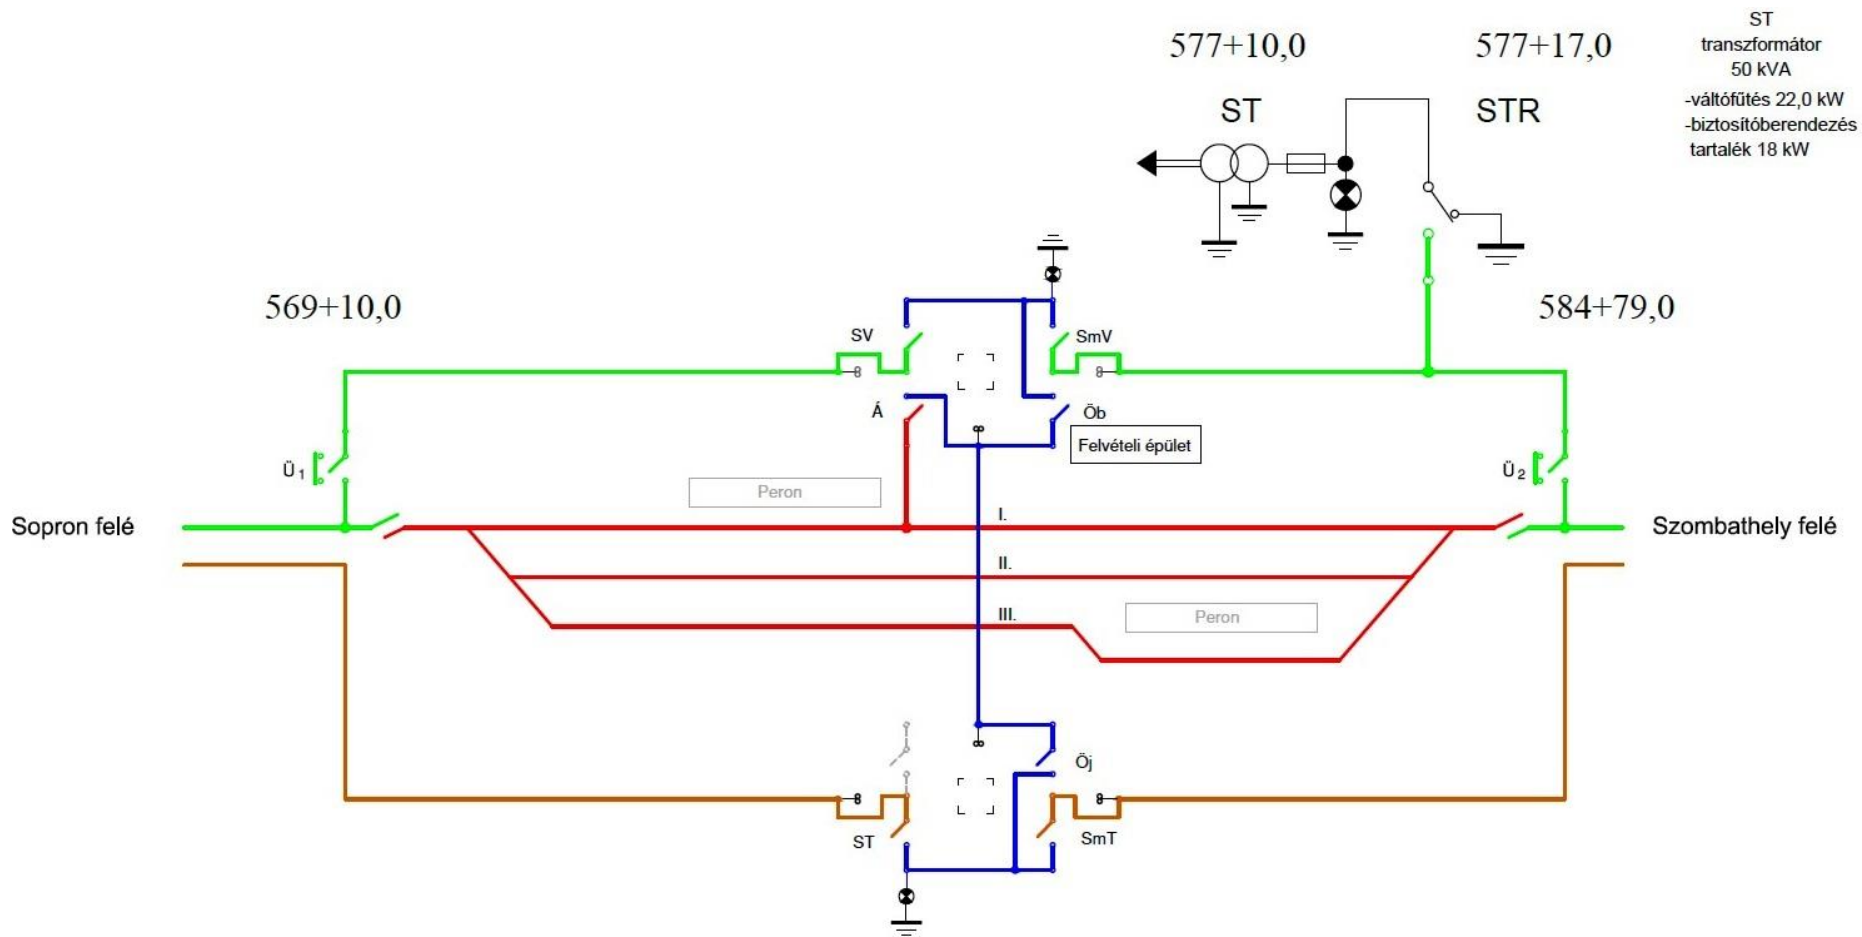 577+10,0
577+17,0
ST
transzformátor
50 kVA
-váltófűtés 22,0 kW
-biztosítóberendezés
tartalék 18 kW
ST
STR
569+10,0
584+79,0
SV
SmV
Á
Öb
Felvételi épület
Ü 1
Ü 2
Peron
Sopron felé
I.
Szombathely felé
II.
III.
Peron
Öj
ST
SmT